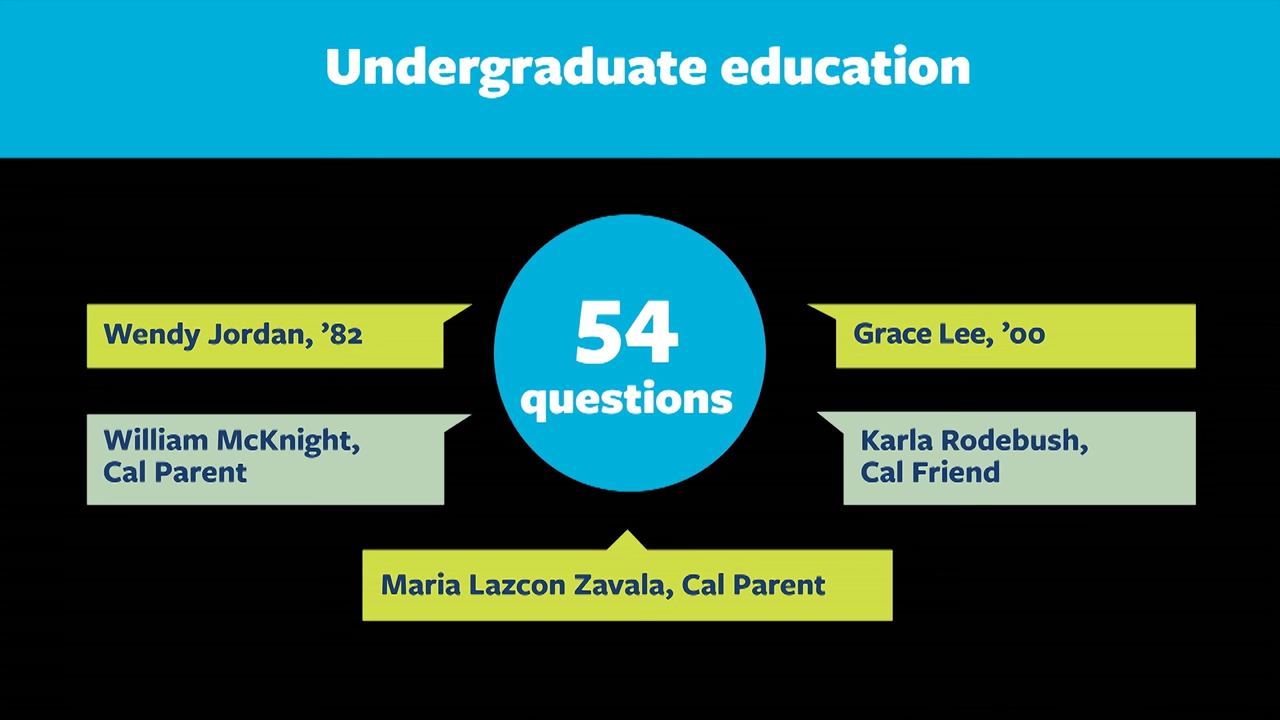 Undergraduate education
54
questions
Wendy Jordan, ’82
Grace Lee, ’00
William McKnight,
Cal Parent
Karla Rodebush,
Cal Friend
Maria Lazcon Zavala, Cal Parent